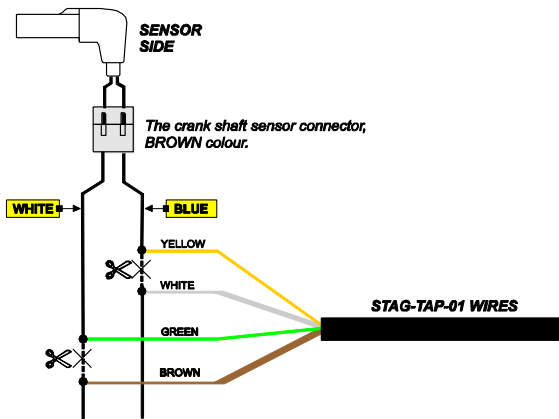 SENSOR
SIDE
The crank shaft sensor connector,
BROWN colour.
WHITE
BLUE
YELLOW
WHITE
STAG-TAP-01 WIRES
GREEN
BROWN